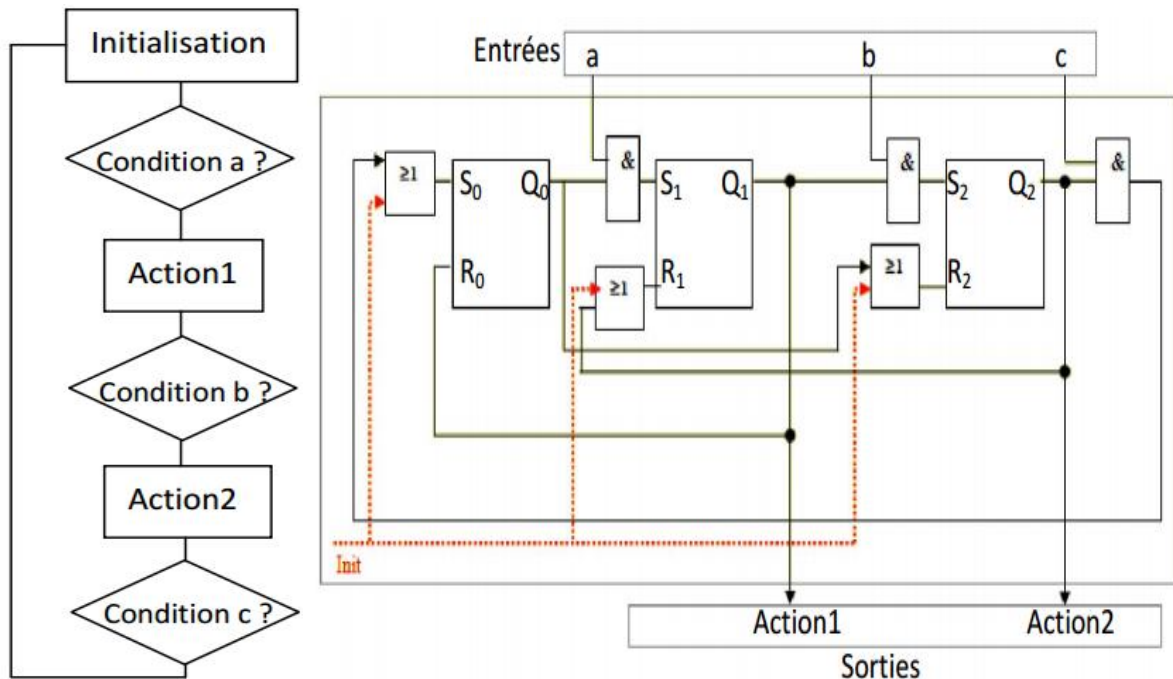 Initialisation
Condition a ?
Action1
Condition b ?
Action2
Condition c ?
Entrées
a b c
& & &
≥1 S₀ Q₀ S₁ Q₁ S₂ Q₂
R₀ ≥1 R₁ ≥1 R₂
Init
Action1 Action2
Sorties